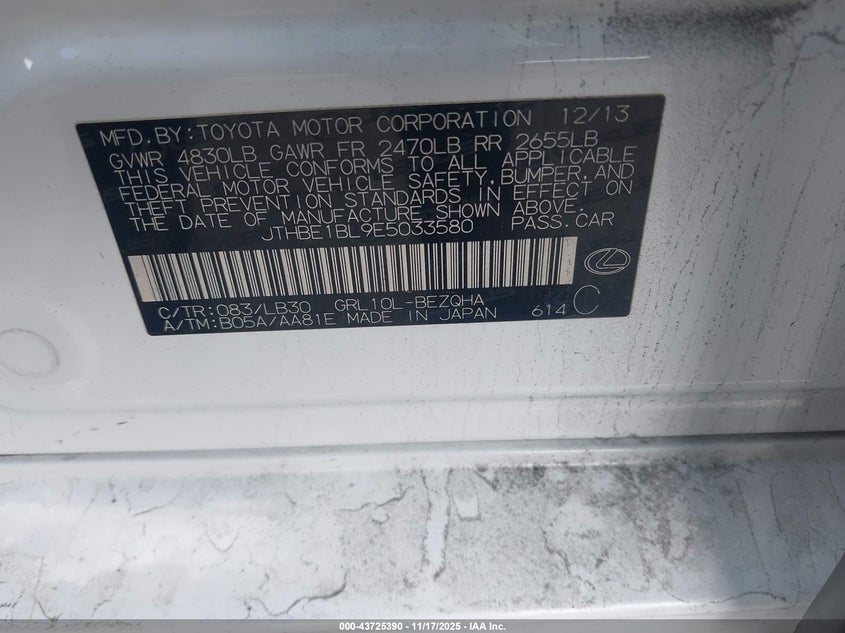 MFD.BY:TOYOTA MOTOR CORPORATION 12/13
GVWR 4830LB GAWR FR 2470LB RR 2655LB
THIS VEHICLE CONFORMS TO ALL APPLICABLE
FEDERAL MOTOR VEHICLE SAFETY,BUMPER,AND
THEFT PREVENTION STANDARDS IN EFFECT ON
THE DATE OF MANUFACTURE SHOWN ABOVE.
JTHBE1BL9E5033580 PASS.CAR
C/TR:083/LB30 GRL10L-BEZQHA
A/TM:B05A/AA81E MADE IN JAPAN 614 C
000-43725390 - 11/17/2025 - IAA Inc.